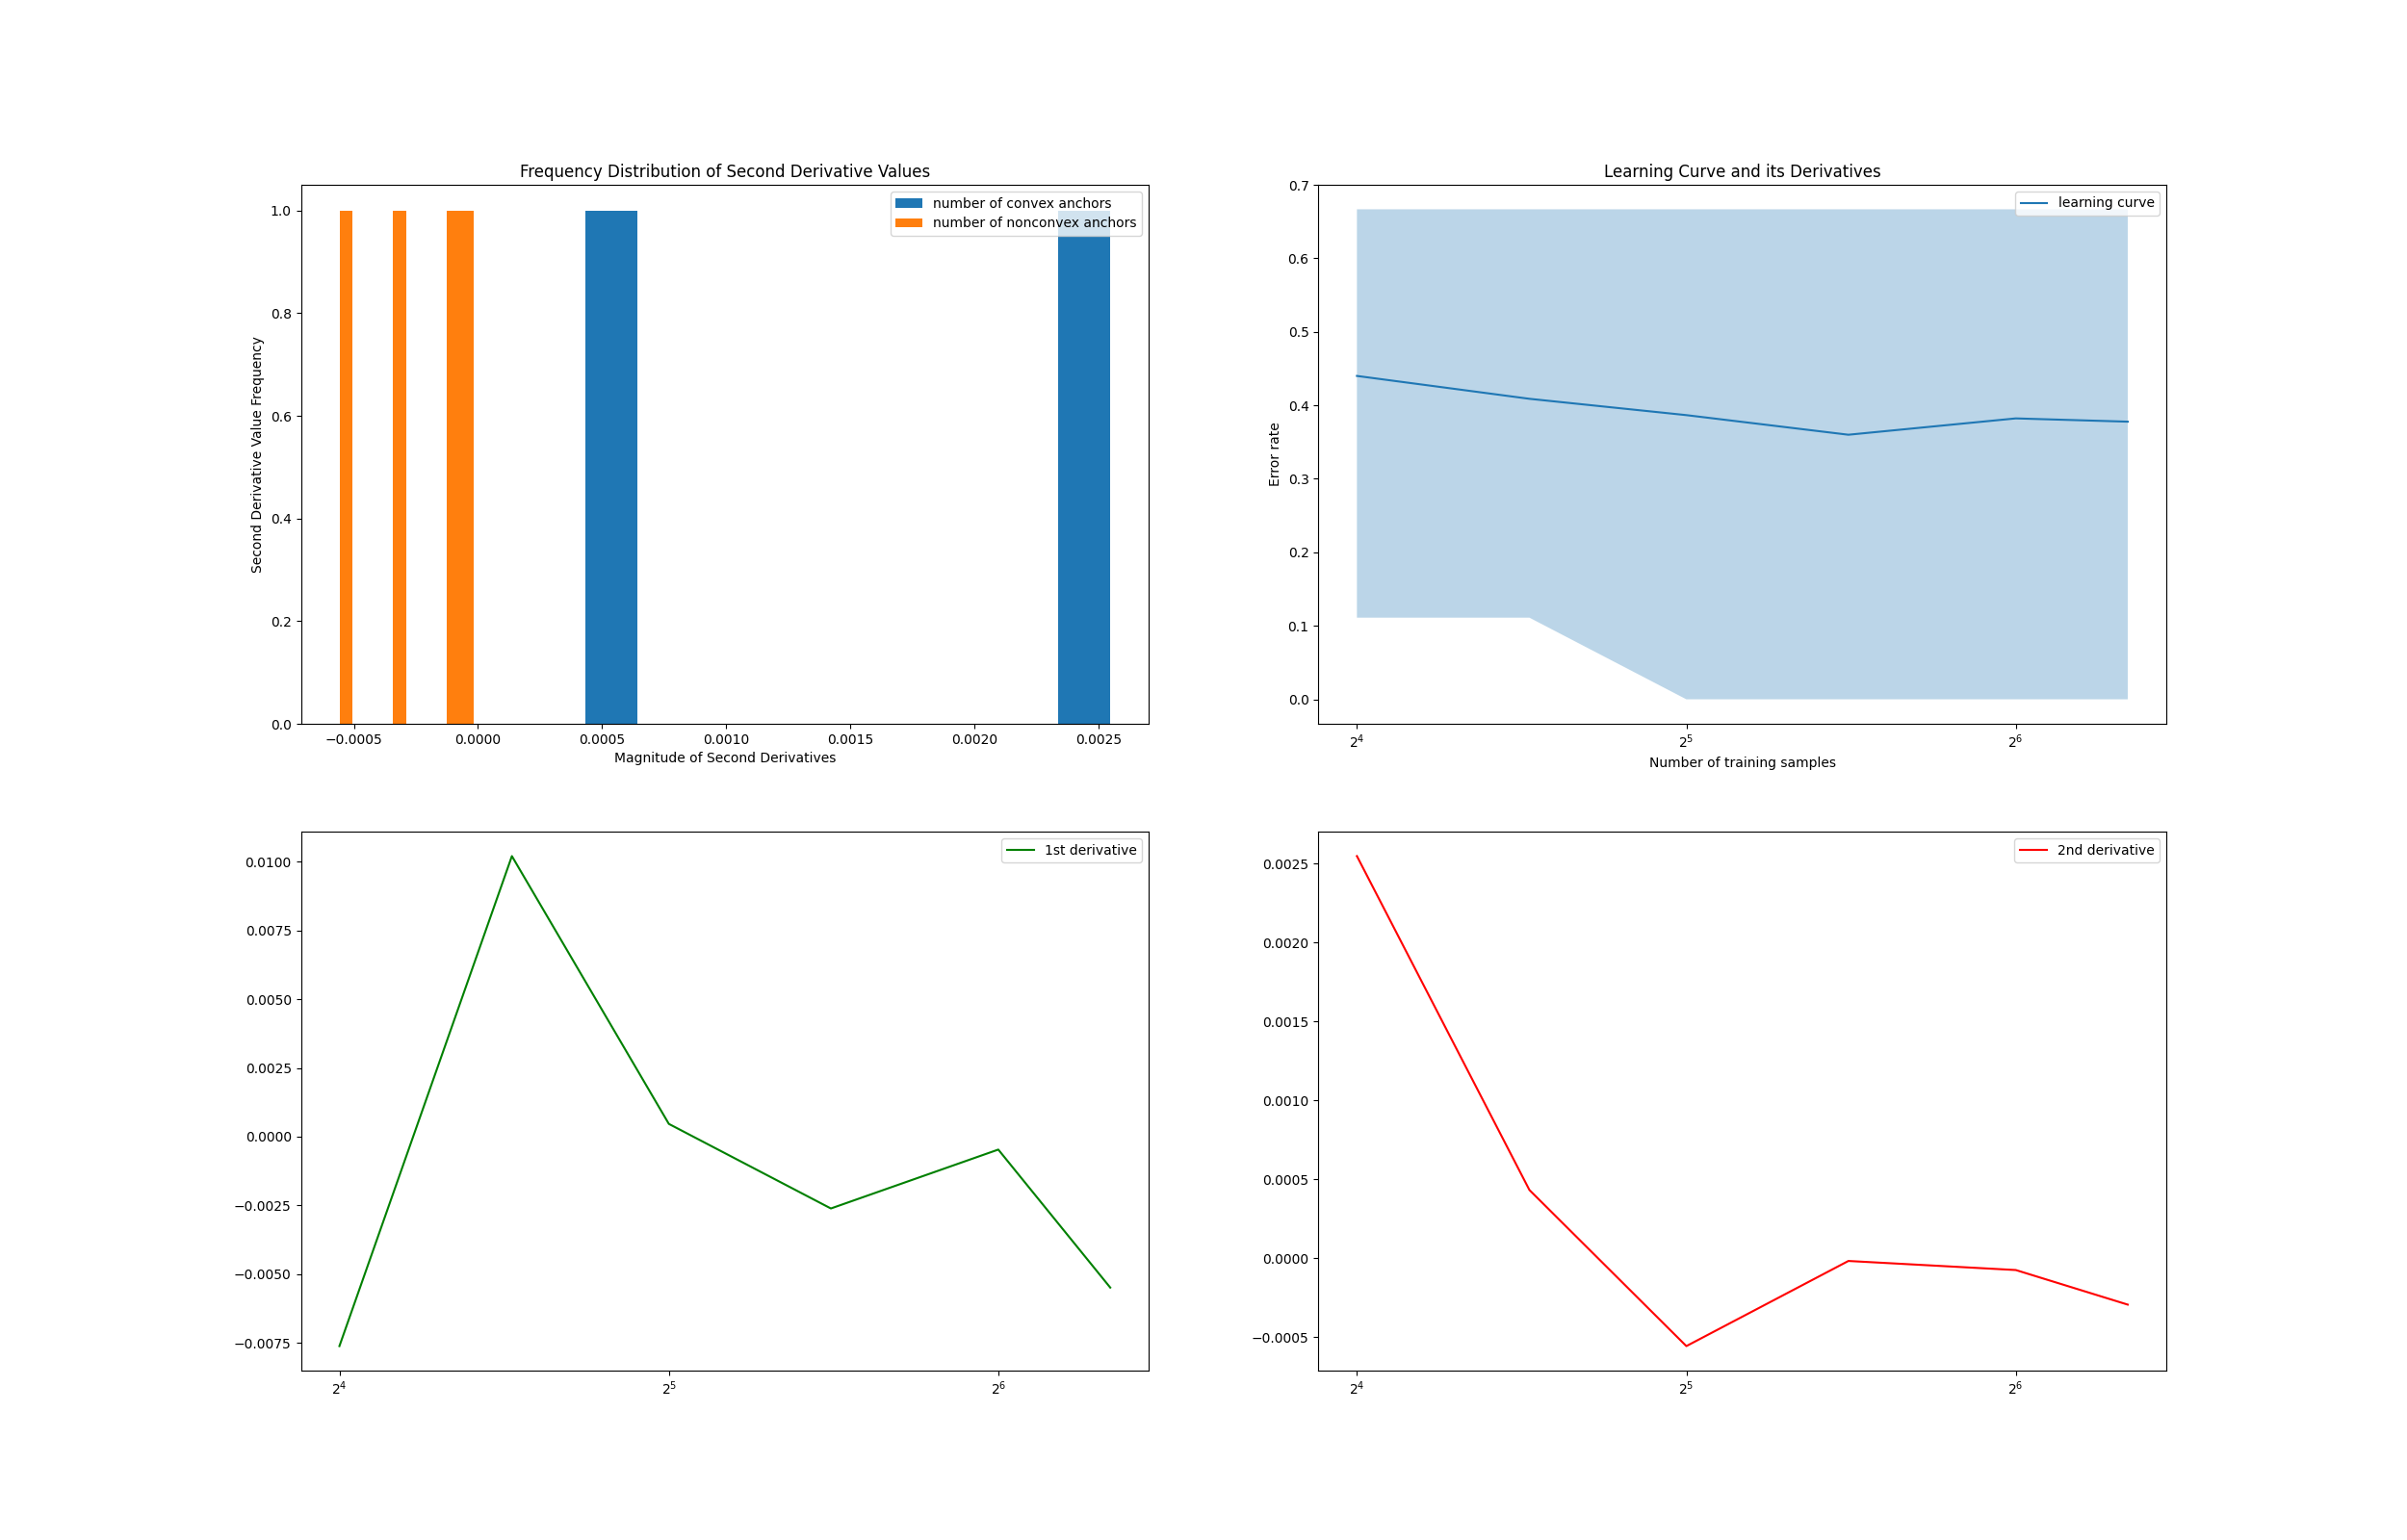 Frequency Distribution of Second Derivative Values
number of convex anchors
number of nonconvex anchors
1.0
0.8
0.6
0.4
0.2
0.0
Second Derivative Value Frequency
−0.0005 0.0000 0.0005 0.0010 0.0015 0.0020 0.0025
Magnitude of Second Derivatives
Learning Curve and its Derivatives
learning curve
0.7
0.6
0.5
0.4
0.3
0.2
0.1
0.0
Error rate
2⁴ 2⁵ 2⁶
Number of training samples
1st derivative
0.0100
0.0075
0.0050
0.0025
0.0000
−0.0025
−0.0050
−0.0075
2⁴ 2⁵ 2⁶
2nd derivative
0.0025
0.0020
0.0015
0.0010
0.0005
0.0000
−0.0005
2⁴ 2⁵ 2⁶